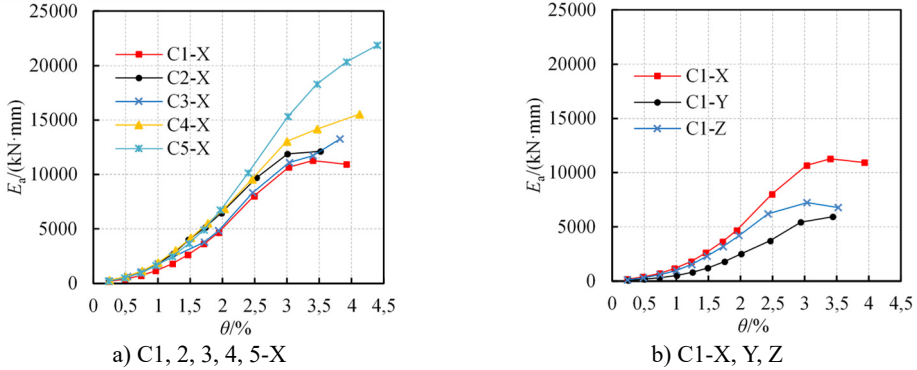 25000
20000
15000
10000
5000
0
Eₐ/(kN·mm)
C1-X
C2-X
C3-X
C4-X
C5-X
0 0,5 1 1,5 2 2,5 3 3,5 4 4,5
θ/%
a) C1, 2, 3, 4, 5-X
25000
20000
15000
10000
5000
0
Eₐ/(kN·mm)
C1-X
C1-Y
C1-Z
0 0,5 1 1,5 2 2,5 3 3,5 4 4,5
θ/%
b) C1-X, Y, Z